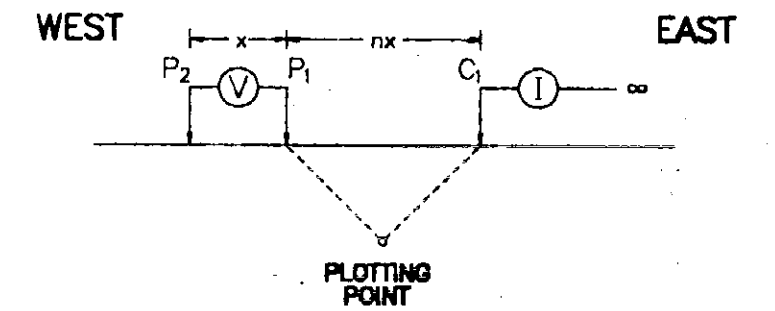 WEST
EAST
x
nx
P₂
V
P₁
C₁
I
∞
PLOTTING
POINT